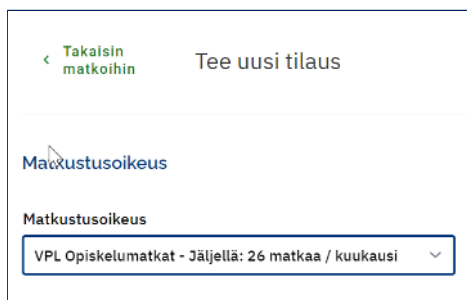 Takaisin
matkoihin
Tee uusi tilaus
Matkustusoikeus
Matkustusoikeus
VPL Opiskelumatkat - Jäljellä: 26 matkaa / kuukausi